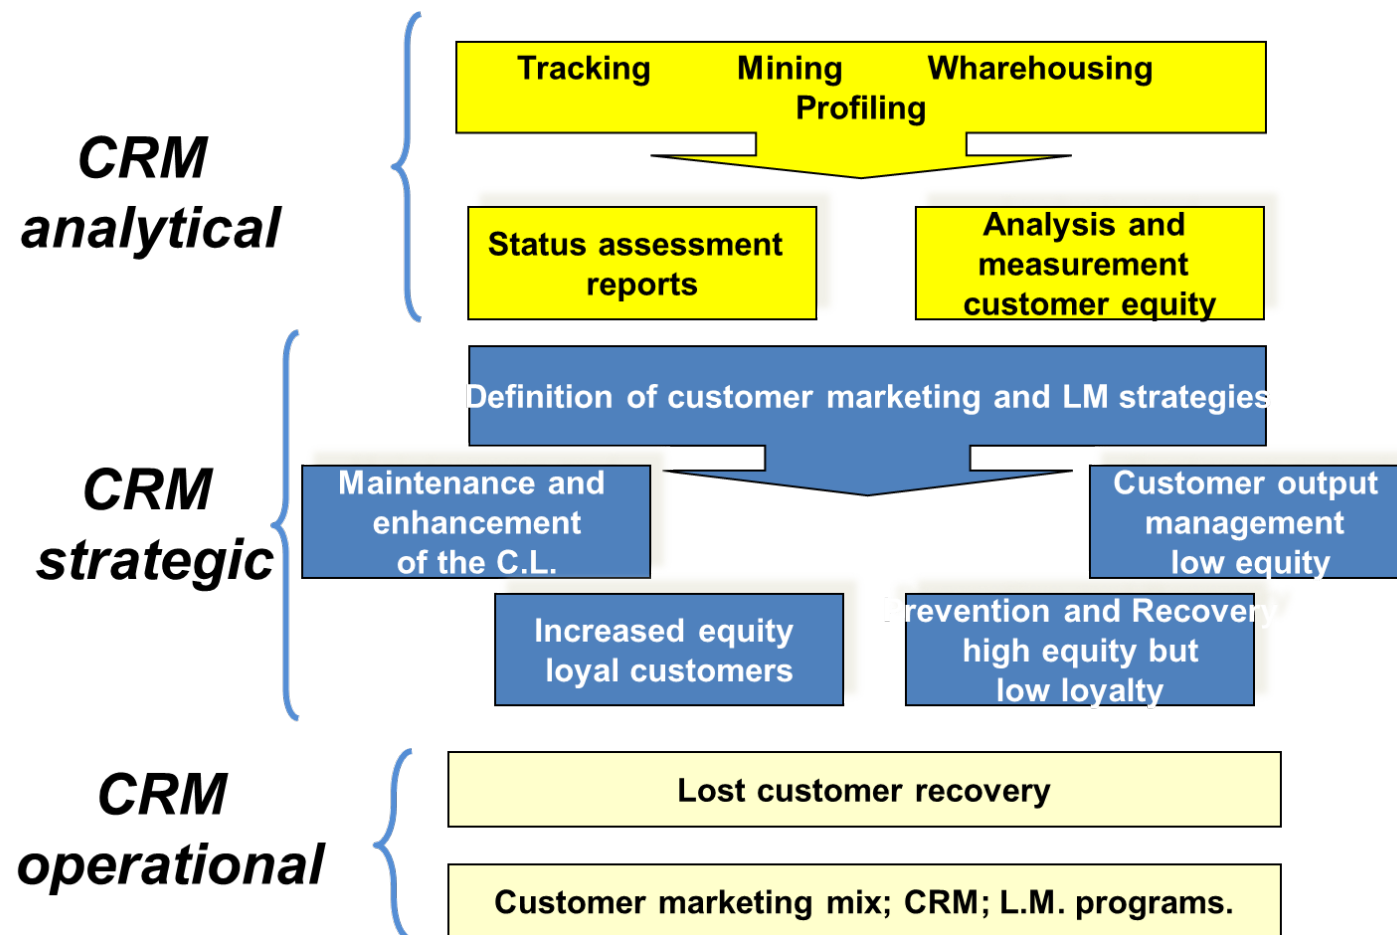 CRM
analytical
Tracking Mining Wharehousing
Profiling
Status assessment
reports
Analysis and
measurement
customer equity
CRM
strategic
Definition of customer marketing and LM strategies
Maintenance and
enhancement
of the C.L.
Customer output
management
low equity
Increased equity
loyal customers
Prevention and Recovery
high equity but
low loyalty
CRM
operational
Lost customer recovery
Customer marketing mix; CRM; L.M. programs.